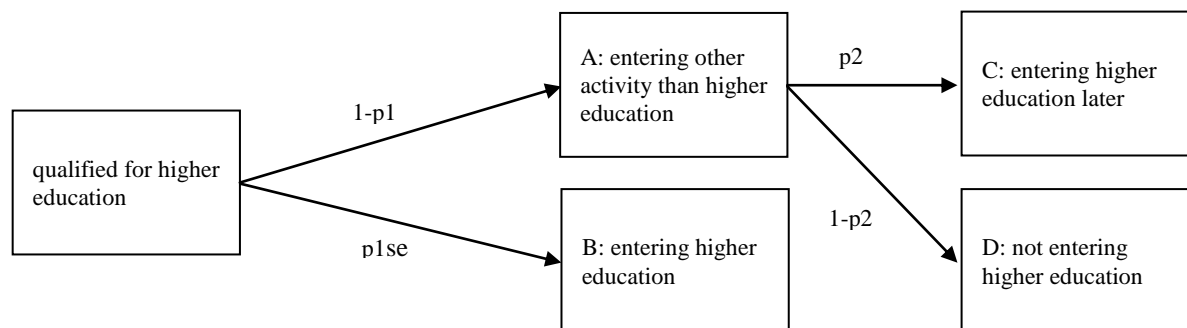 qualified for higher
education
1-p1
p1se
A: entering other
activity than higher
education
B: entering higher
education
p2
1-p2
C: entering higher
education later
D: not entering
higher education